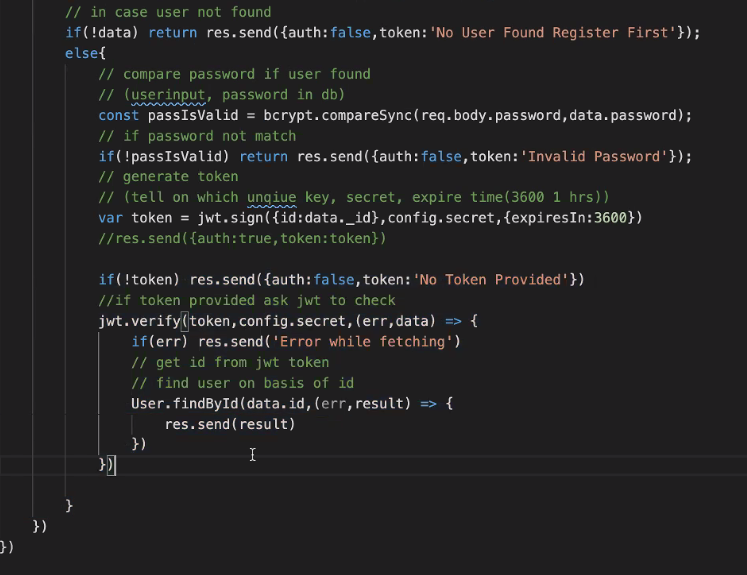 // in case user not found
if(!data) return res.send({auth:false,token:'No User Found Register First'});
else{
// compare password if user found
// (userinput, password in db)
const passIsValid = bcrypt.compareSync(req.body.password,data.password);
// if password not match
if(!passIsValid) return res.send({auth:false,token:'Invalid Password'});
// generate token
// (tell on which unqiue key, secret, expire time(3600 1 hrs))
var token = jwt.sign({id:data._id},config.secret,{expiresIn:3600})
//res.send({auth:true,token:token})
if(!token) res.send({auth:false,token:'No Token Provided'})
//if token provided ask jwt to check
jwt.verify(token,config.secret,(err,data) => {
if(err) res.send('Error while fetching')
// get id from jwt token
// find user on basis of id
User.findById(data.id,(err,result) => {
res.send(result)
})
})
}
})
})